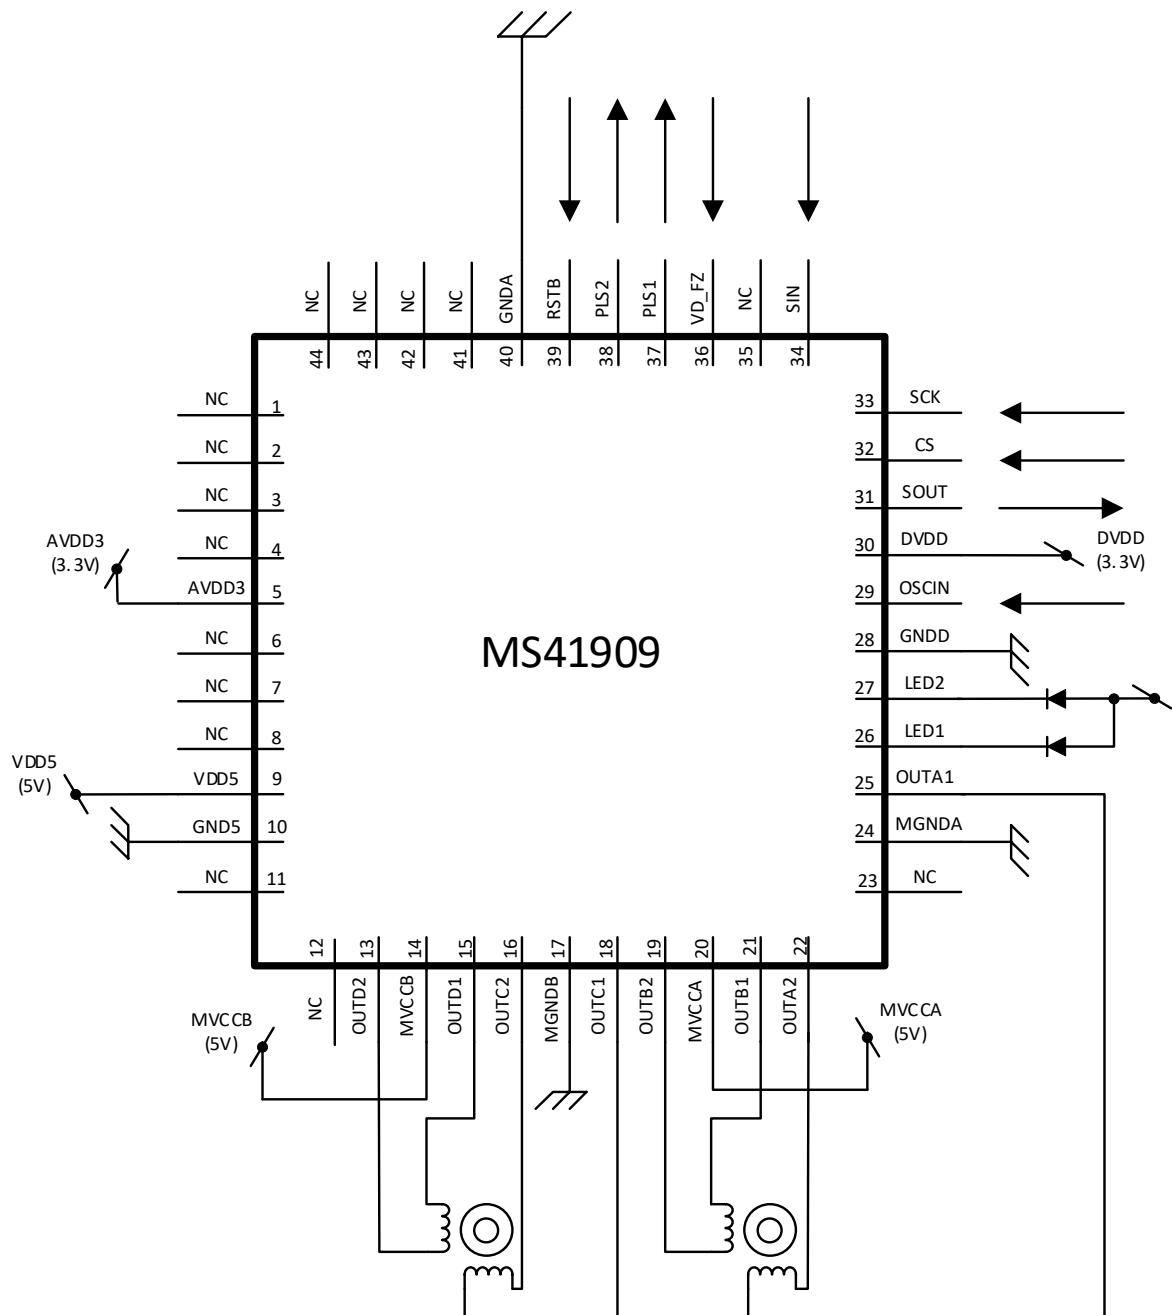 NC
NC
NC
NC
GNDA
RSTB
PLS2
PLS1
VD_FZ
NC
SIN
44
43
42
41
40
39
38
37
36
35
34
NC 1
NC 2
NC 3
NC 4
AVDD3
(3.3V)
AVDD3 5
NC 6
NC 7
NC 8
VDD5
(5V)
VDD5 9
GND5 10
NC 11
MS41909
33 SCK
32 CS
31 SOUT
30 DVDD
DVDD
(3.3V)
29 OSCIN
28 GNDD
27 LED2
26 LED1
25 OUTA1
24 MGNDA
23 NC
12
13
14
15
16
17
18
19
20
21
22
NC
OUTD2
MVCCB
OUTD1
OUTC2
MGNDB
OUTC1
OUTB2
MVCCA
OUTB1
OUTA2
MVCCB
(5V)
MVCCA
(5V)